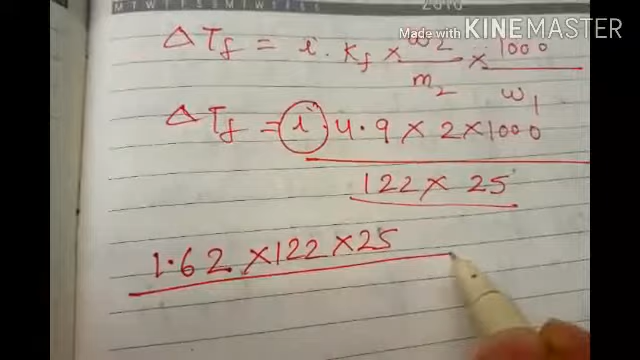 M T W T F S S M T W T F S S 2016
Made with KINEMASTER
ΔTf = i . Kf × w2/m2 × 1000/w1
ΔTf = i 4.9 × 2 × 1000
122 × 25
1.62 × 122 × 25